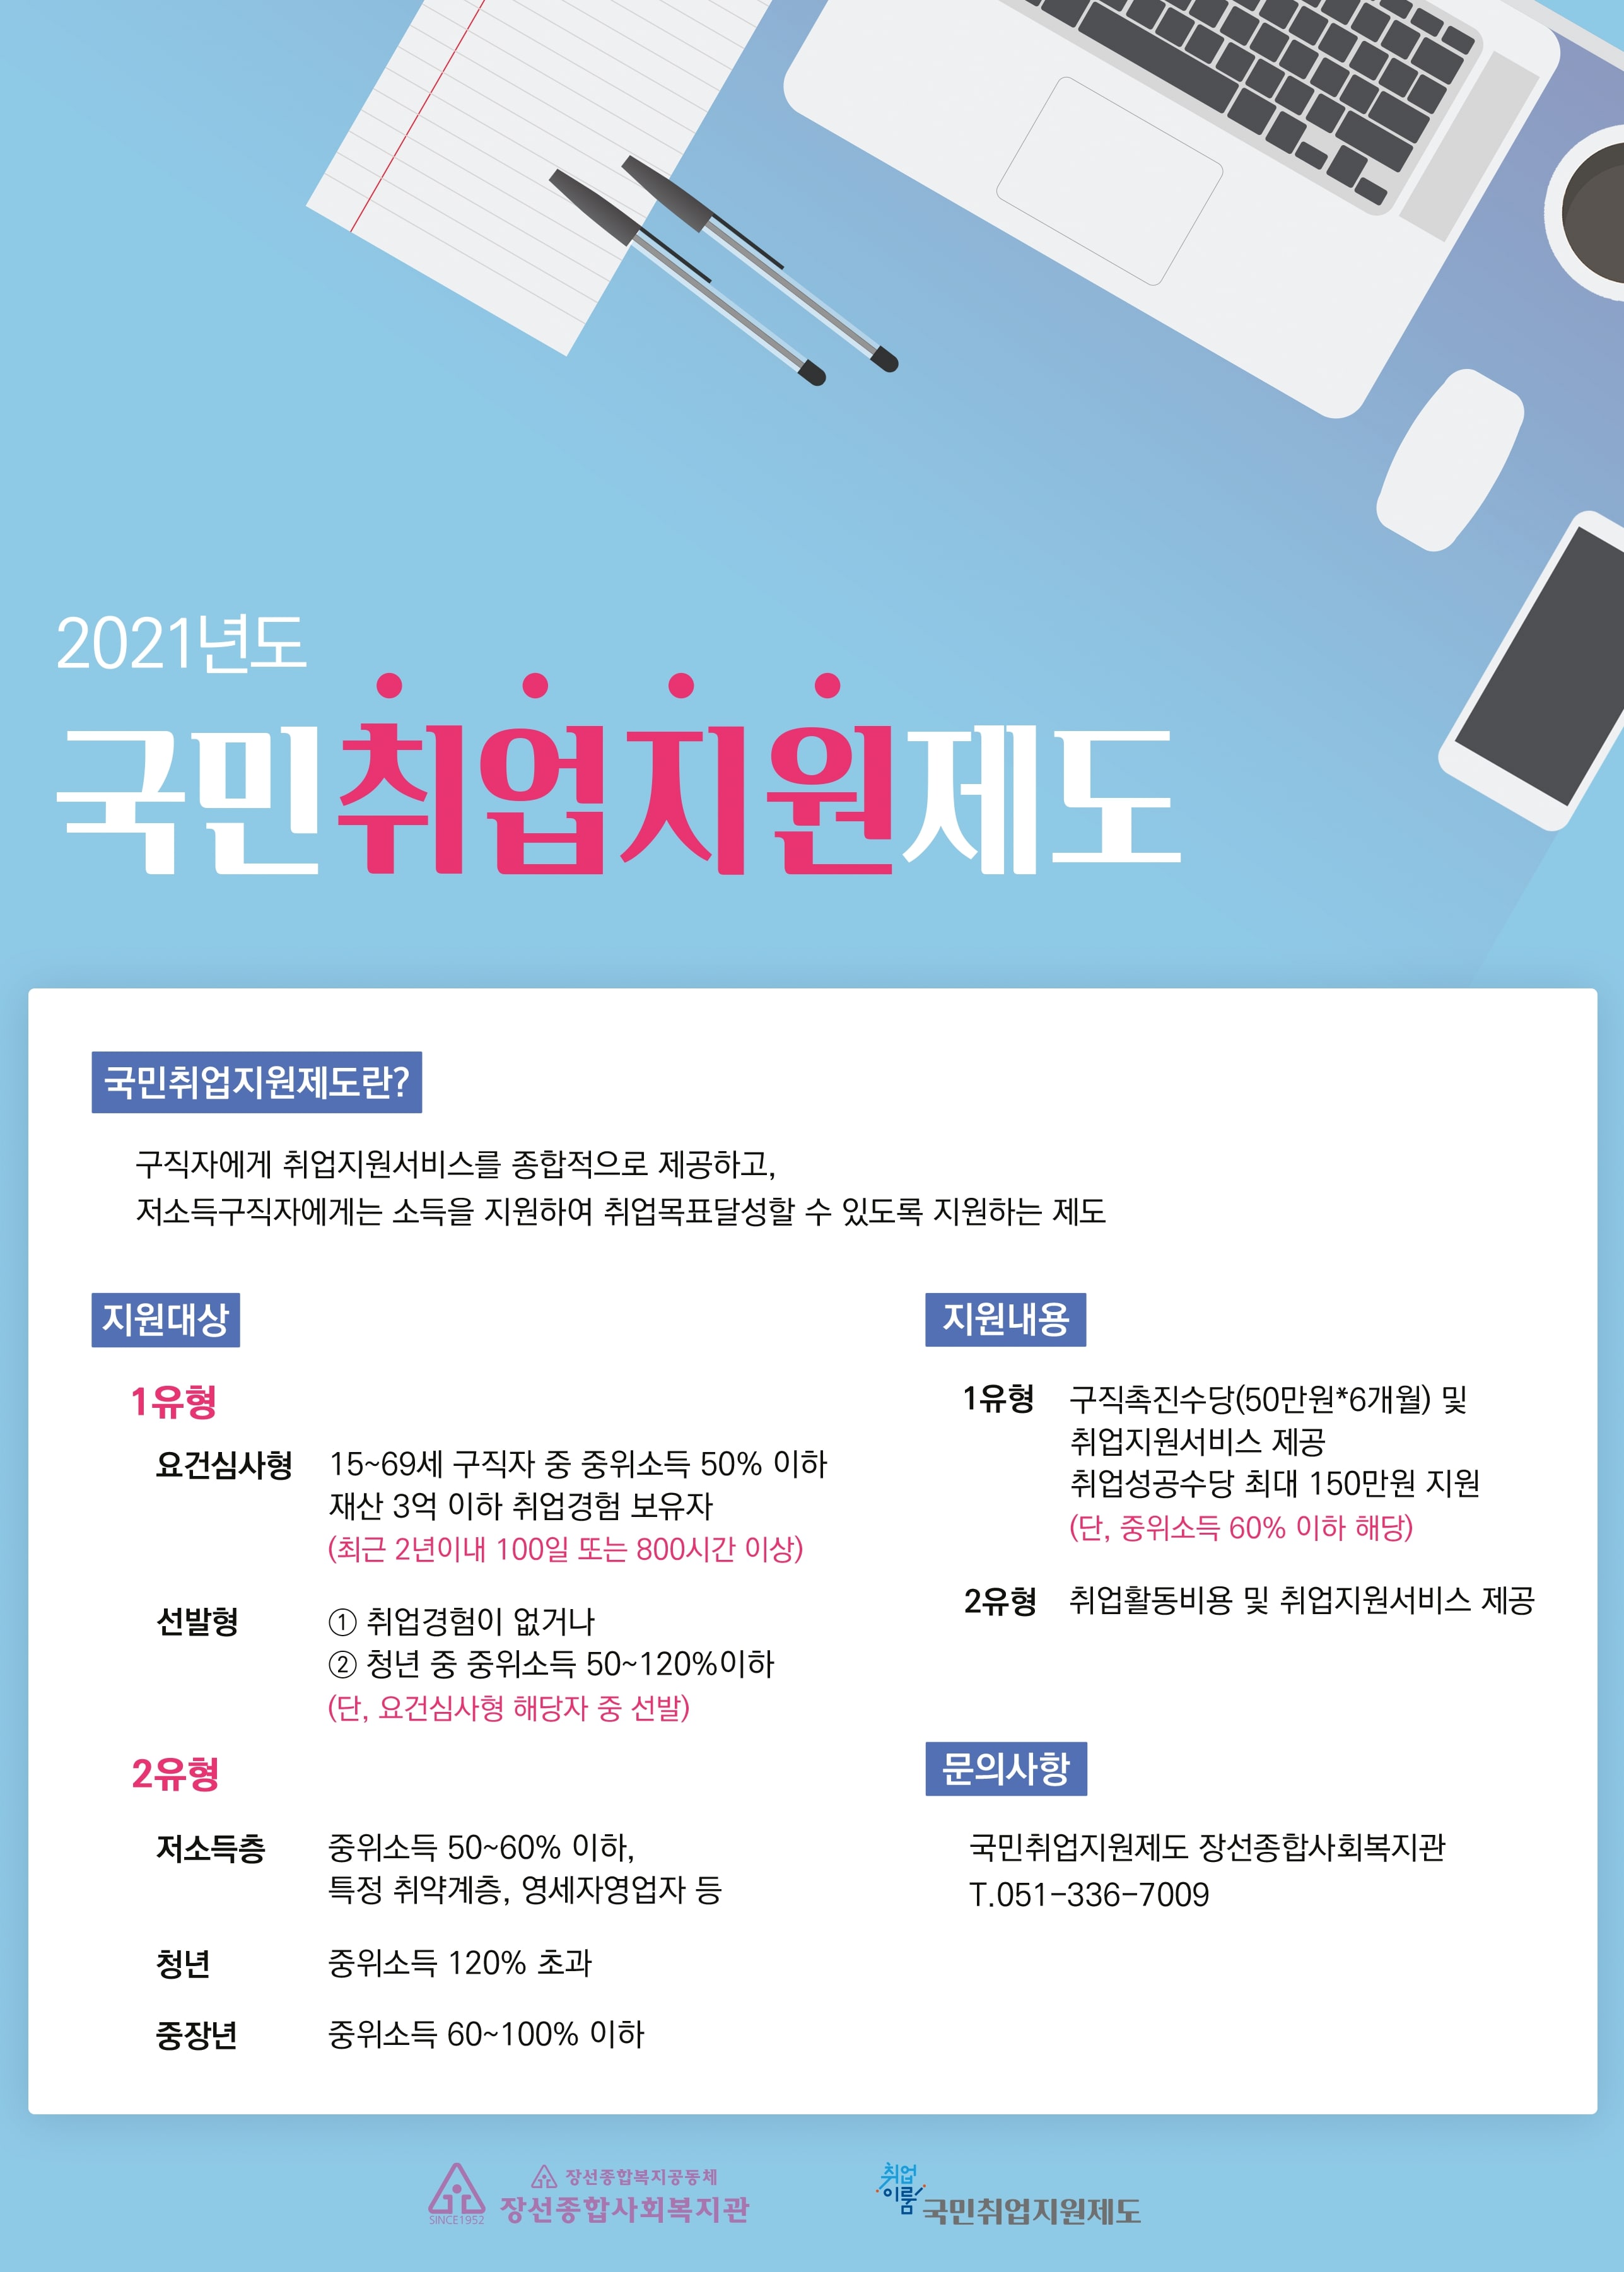 2021년도
국민취업지원제도
국민취업지원제도란?
구직자에게 취업지원서비스를 종합적으로 제공하고,
저소득구직자에게는 소득을 지원하여 취업목표달성할 수 있도록 지원하는 제도
지원대상
1유형
요건심사형 15~69세 구직자 중 중위소득 50% 이하
재산 3억 이하 취업경험 보유자
(최근 2년이내 100일 또는 800시간 이상)
선발형 ① 취업경험이 없거나
② 청년 중 중위소득 50~120%이하
(단, 요건심사형 해당자 중 선발)
2유형
저소득층 중위소득 50~60% 이하,
특정 취약계층, 영세자영업자 등
청년 중위소득 120% 초과
중장년 중위소득 60~100% 이하
지원내용
1유형 구직촉진수당(50만원*6개월) 및
취업지원서비스 제공
취업성공수당 최대 150만원 지원
(단, 중위소득 60% 이하 해당)
2유형 취업활동비용 및 취업지원서비스 제공
문의사항
국민취업지원제도 장선종합사회복지관
T.051-336-7009
SINCE1952
장선종합복지공동체
장선종합사회복지관
취업
이룸
국민취업지원제도